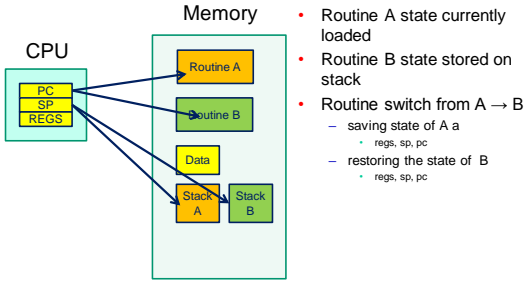 Memory
CPU
PC
SP
REGS
Routine A
Routine B
Data
Stack
A
Stack
B
• Routine A state currently
loaded
• Routine B state stored on
stack
• Routine switch from A → B
– saving state of A a
• regs, sp, pc
– restoring the state of B
• regs, sp, pc